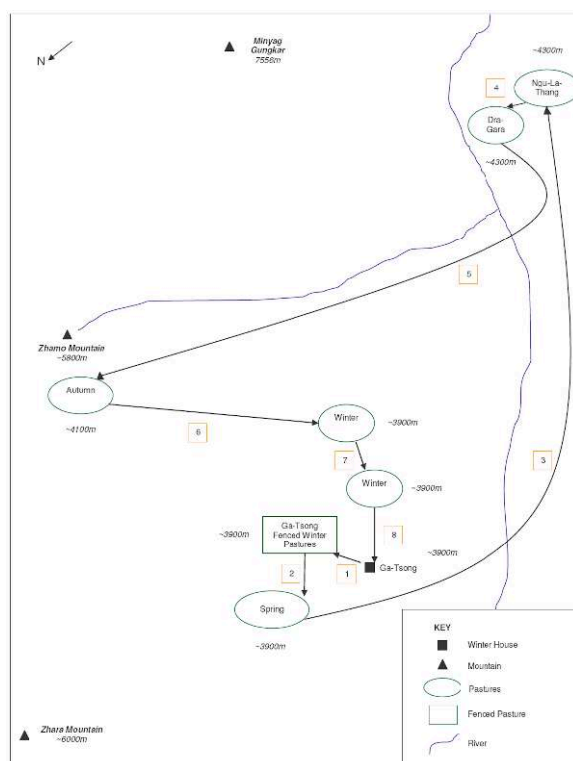 Minyag
Gungkar
7556m
N
~4300m
4
Ngu-La-
Thang
Dra-
Gara
~4300m
5
Zhamo Mountain
~5800m
Autumn
~4100m
6
Winter
~3900m
7
3
Winter
~3900m
Ga-Tsong
Fenced Winter
Pastures
~3900m
8
~3900m
2
1
Ga-Tsong
Spring
~3900m
KEY
Winter House
Mountain
Pastures
Fenced Pasture
River
Zhara Mountain
~6000m